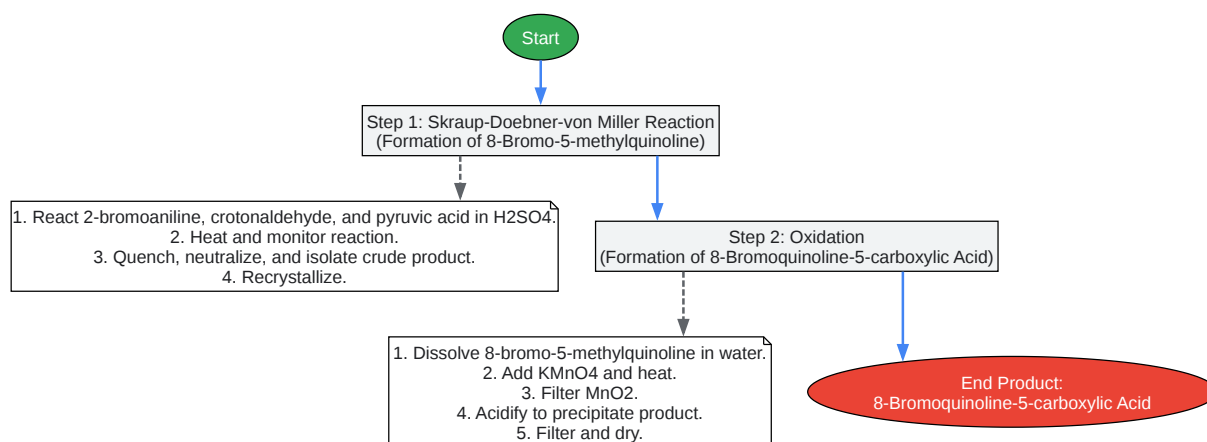 Start
Step 1: Skraup-Doebner-von Miller Reaction
(Formation of 8-Bromo-5-methylquinoline)
1. React 2-bromoaniline, crotonaldehyde, and pyruvic acid in H2SO4.
2. Heat and monitor reaction.
3. Quench, neutralize, and isolate crude product.
4. Recrystallize.
Step 2: Oxidation
(Formation of 8-Bromoquinoline-5-carboxylic Acid)
1. Dissolve 8-bromo-5-methylquinoline in water.
2. Add KMnO4 and heat.
3. Filter MnO2.
4. Acidify to precipitate product.
5. Filter and dry.
End Product:
8-Bromoquinoline-5-carboxylic Acid